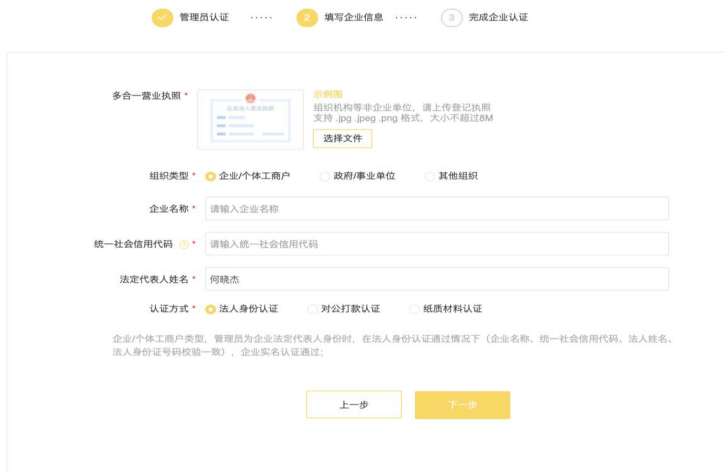 管理员认证 ····· 2 填写企业信息 ····· 3 完成企业认证
多合一营业执照 *
企业法人营业执照
示例图
组织机构等非企业单位，请上传登记执照
支持 .jpg .jpeg .png 格式，大小不超过8M
选择文件
组织类型 * 企业/个体工商户 政府/事业单位 其他组织
企业名称 * 请输入企业名称
统一社会信用代码 ? * 请输入统一社会信用代码
法定代表人姓名 * 何晓杰
认证方式 * 法人身份认证 对公打款认证 纸质材料认证
企业/个体工商户类型，管理员为企业法定代表人身份时，在法人身份认证通过情况下（企业名称、统一社会信用代码、法人姓名、
法人身份证号码校验一致），企业实名认证通过；
上一步 下一步